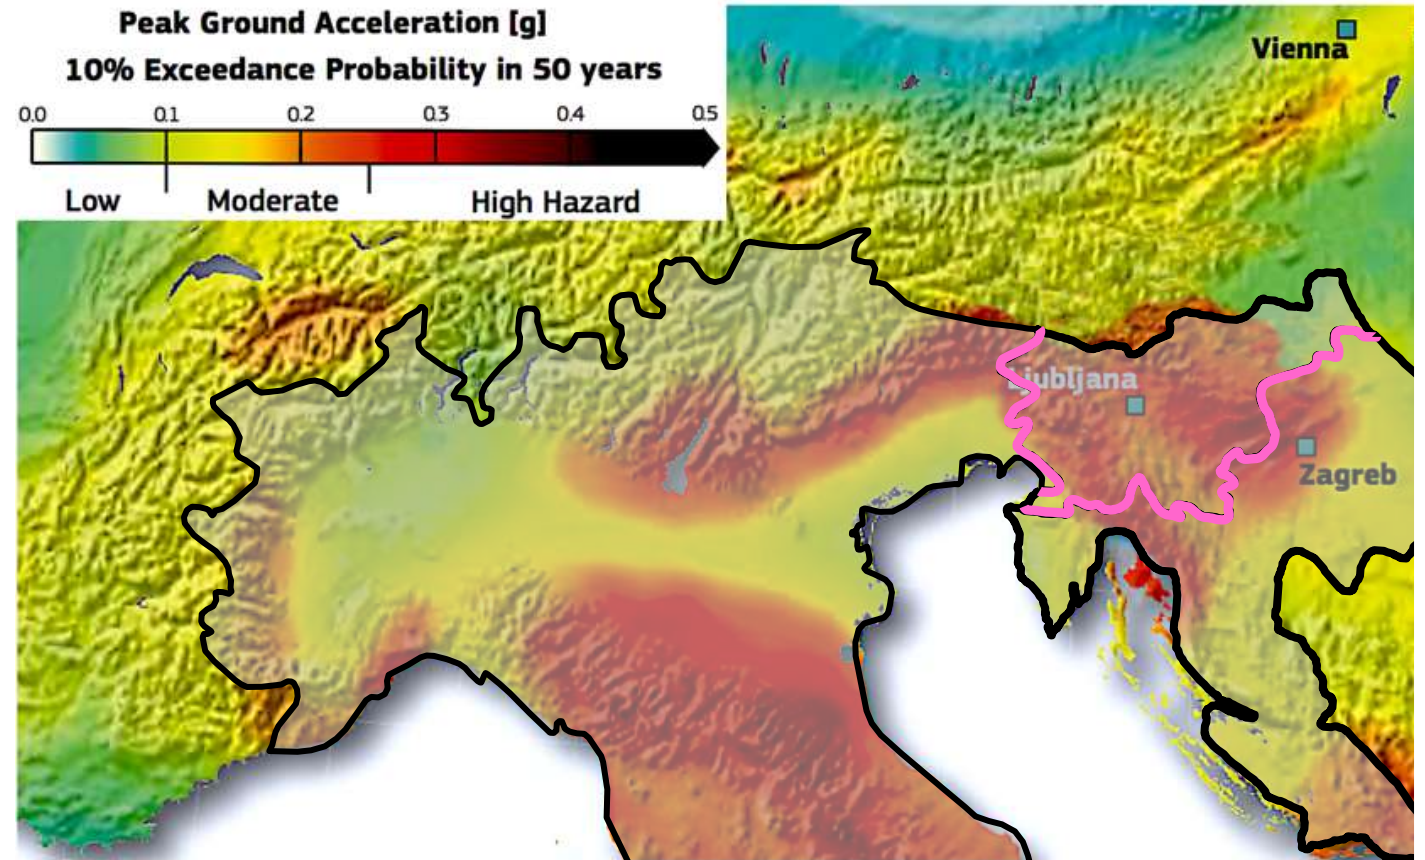 Peak Ground Acceleration [g]
10% Exceedance Probability in 50 years
0.0 0.1 0.2 0.3 0.4 0.5
Low Moderate High Hazard
Vienna
Ljubljana
Zagreb